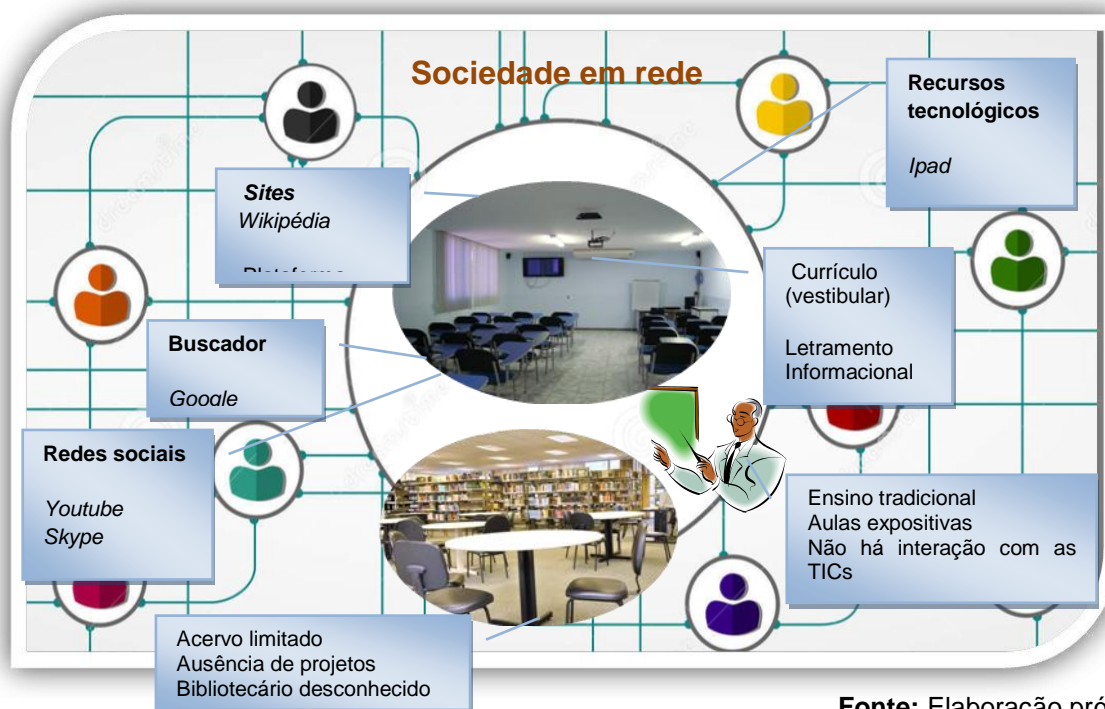 Sociedade em rede
Recursos
tecnológicos
Ipad
Sites
Wikipédia
Buscador
Google
Redes sociais
Youtube
Skype
Currículo
(vestibular)
Letramento
Informacional
Ensino tradicional
Aulas expositivas
Não há interação com as
TICs
Acervo limitado
Ausência de projetos
Bibliotecário desconhecido
Fonte: Elaboração pró